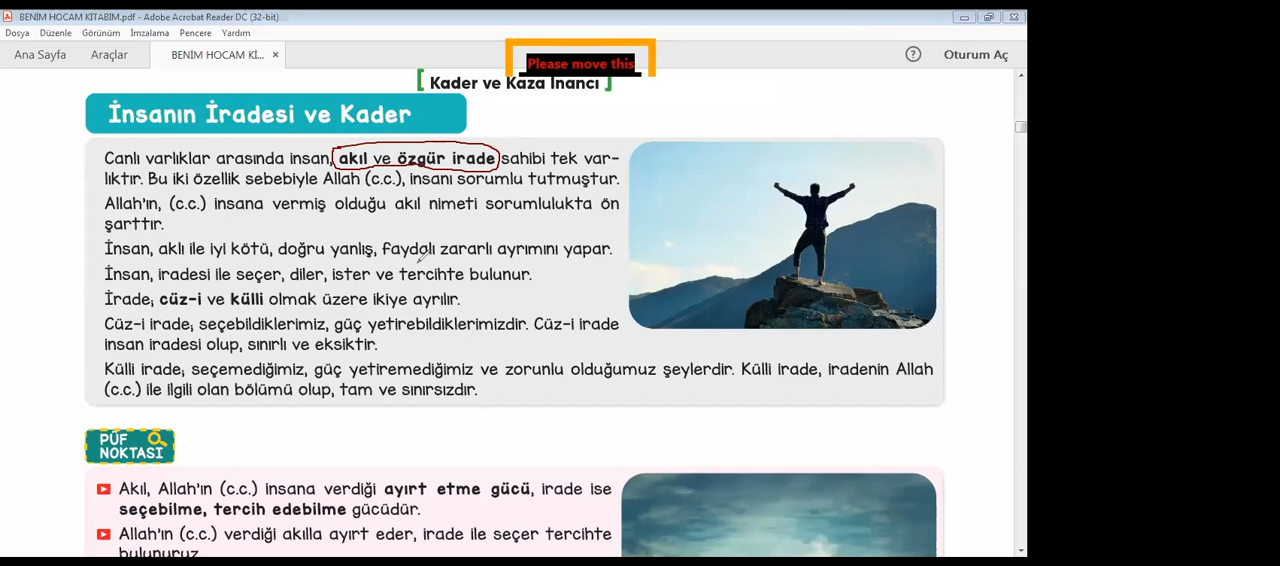 BENIM HOCAM KİTABIM.pdf - Adobe Acrobat Reader DC (32-bit)
Dosya Düzenle Görünüm İmzalama Pencere Yardım
Ana Sayfa Araçlar BENİM HOCAM Kİ... × ? Oturum Aç
Please move this
[ Kader ve Kaza İnancı ]
İnsanın İradesi ve Kader
Canlı varlıklar arasında insan, akıl ve özgür irade sahibi tek var-
lıktır. Bu iki özellik sebebiyle Allah (c.c.), insanı sorumlu tutmuştur.
Allah'ın, (c.c.) insana vermiş olduğu akıl nimeti sorumlulukta ön
şarttır.
İnsan, aklı ile iyi kötü, doğru yanlış, faydalı zararlı ayrımını yapar.
İnsan, iradesi ile seçer, diler, ister ve tercihte bulunur.
İrade; cüz-i ve külli olmak üzere ikiye ayrılır.
Cüz-i irade; seçebildiklerimiz, güç yetirebildiklerimizdir. Cüz-i irade
insan iradesi olup, sınırlı ve eksiktir.
Külli irade; seçemediğimiz, güç yetiremediğimiz ve zorunlu olduğumuz şeylerdir. Külli irade, iradenin Allah
(c.c.) ile ilgili olan bölümü olup, tam ve sınırsızdır.
PÜF
NOKTASI
Akıl, Allah'ın (c.c.) insana verdiği ayırt etme gücü, irade ise
seçebilme, tercih edebilme gücüdür.
Allah'ın (c.c.) verdiği akılla ayırt eder, irade ile seçer tercihte
bulunuruz